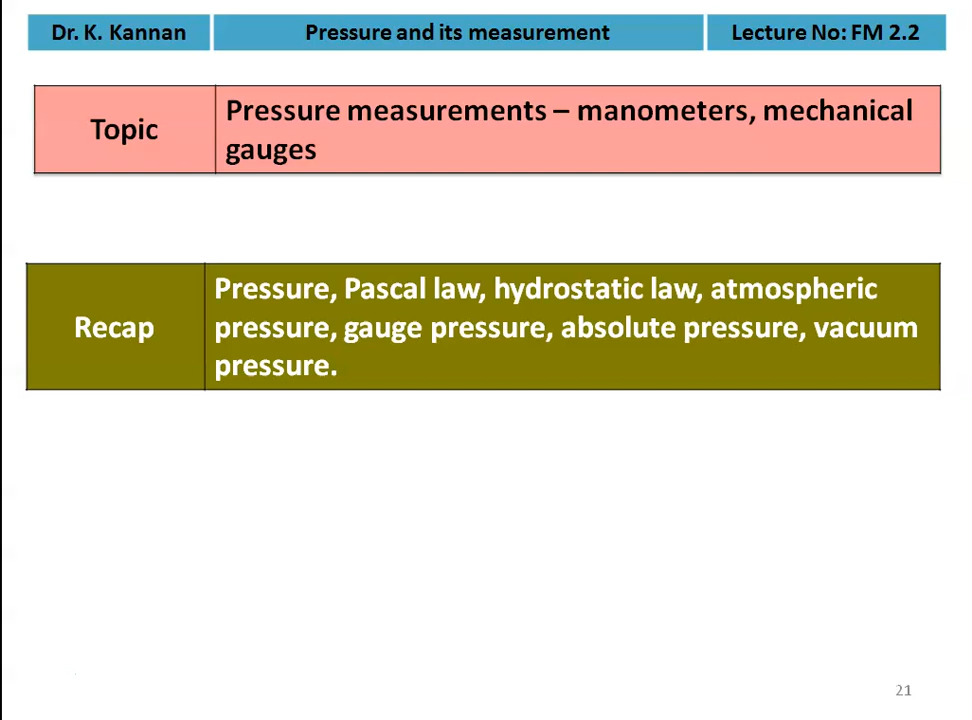 Dr. K. Kannan
Pressure and its measurement
Lecture No: FM 2.2
Topic
Pressure measurements – manometers, mechanical
gauges
Recap
Pressure, Pascal law, hydrostatic law, atmospheric
pressure, gauge pressure, absolute pressure, vacuum
pressure.
21